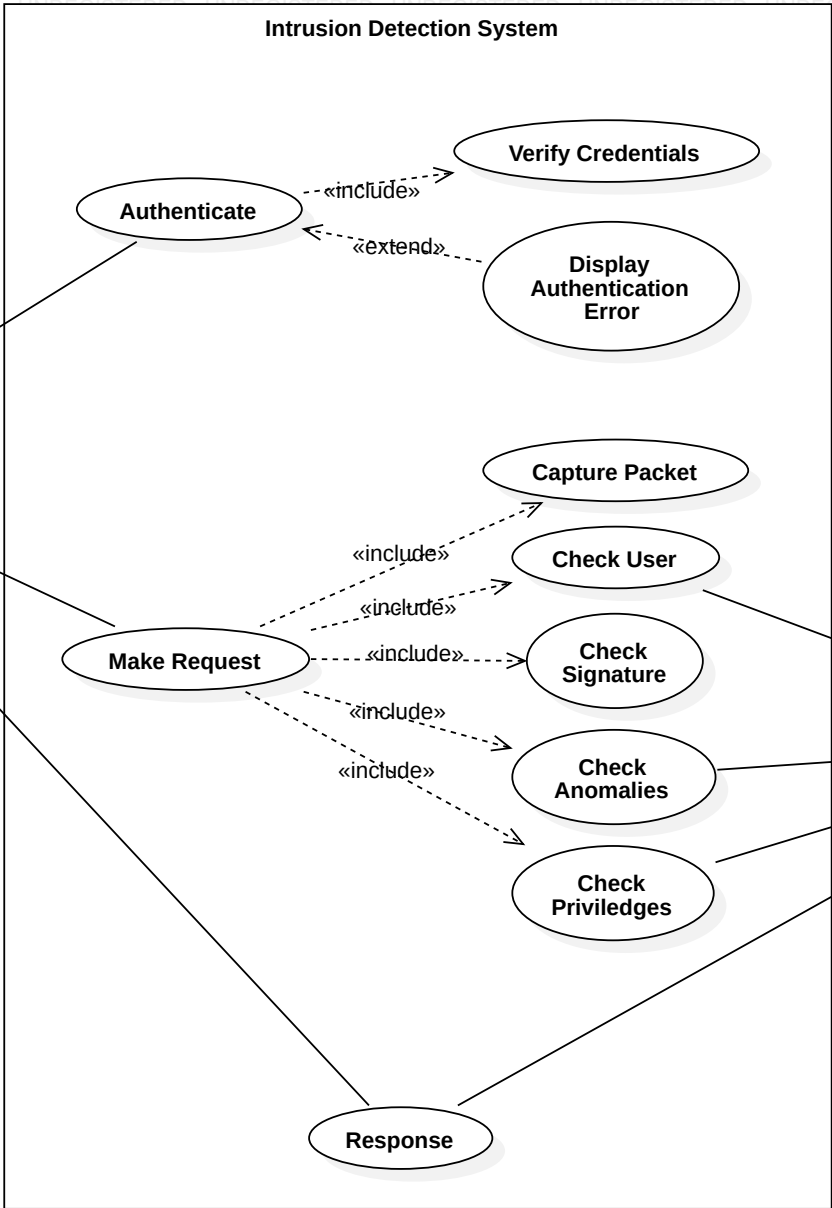 Intrusion Detection System
Verify Credentials
«include»
Authenticate
«extend»
Display
Authentication
Error
Capture Packet
«include»
Check User
«include»
Make Request
«include»
Check
Signature
«include»
Check
Anomalies
«include»
Check
Priviledges
Response